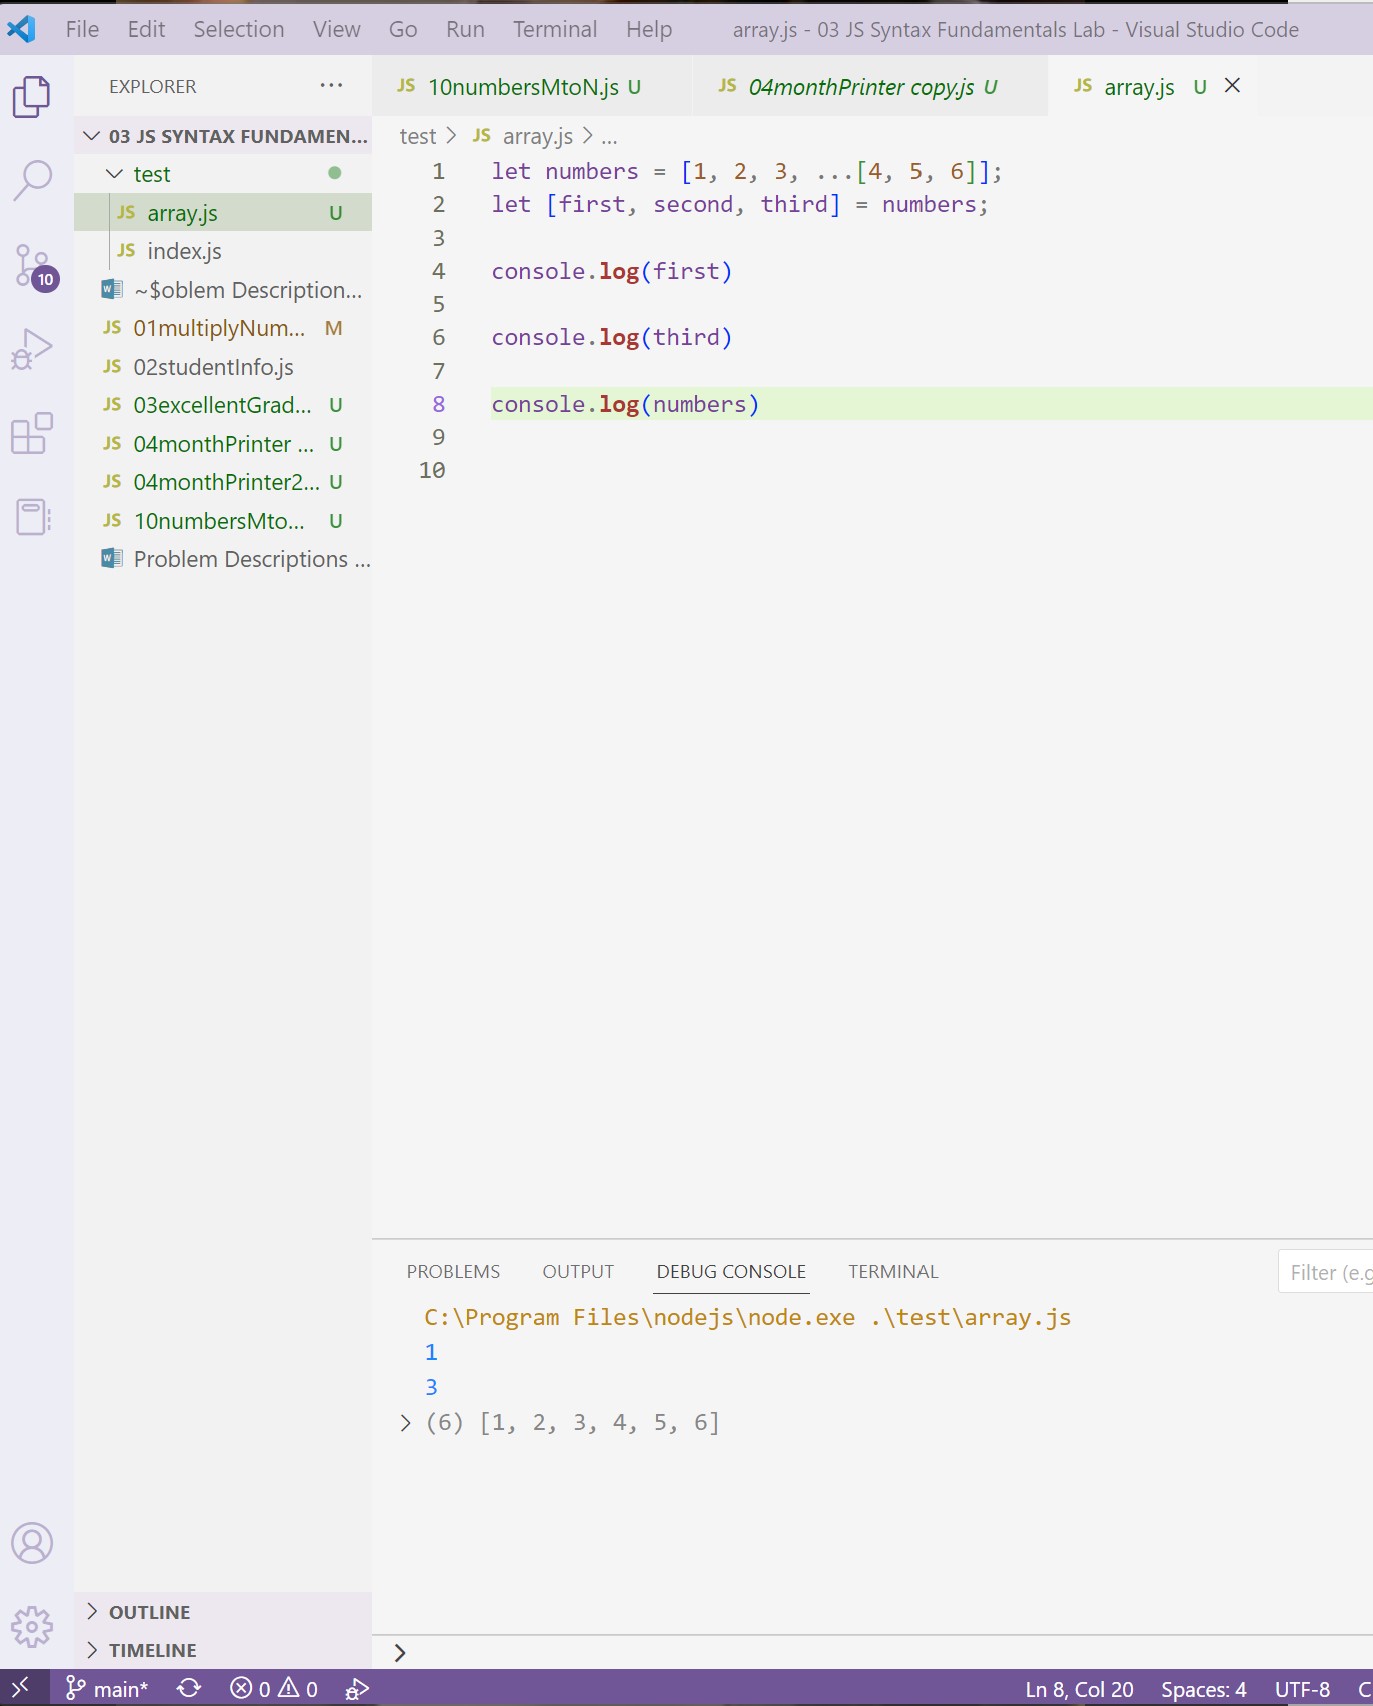 File Edit Selection View Go Run Terminal Help array.js - 03 JS Syntax Fundamentals Lab - Visual Studio Code
EXPLORER ...
JS 10numbersMtoN.js U JS 04monthPrinter copy.js U JS array.js U
03 JS SYNTAX FUNDAMEN...
test
JS array.js U
JS index.js
~$oblem Description...
JS 01multiplyNum... M
JS 02studentInfo.js
JS 03excellentGrad... U
JS 04monthPrinter ... U
JS 04monthPrinter2... U
JS 10numbersMto... U
Problem Descriptions ...
10
OUTLINE
TIMELINE
test > JS array.js > ...
1 let numbers = [1, 2, 3, ...[4, 5, 6]];
2 let [first, second, third] = numbers;
3
4 console.log(first)
5
6 console.log(third)
7
8 console.log(numbers)
9
10
PROBLEMS OUTPUT DEBUG CONSOLE TERMINAL Filter (e.g
C:\Program Files\nodejs\node.exe .\test\array.js
1
3
> (6) [1, 2, 3, 4, 5, 6]
>
main* 0 0 Ln 8, Col 20 Spaces: 4 UTF-8 C